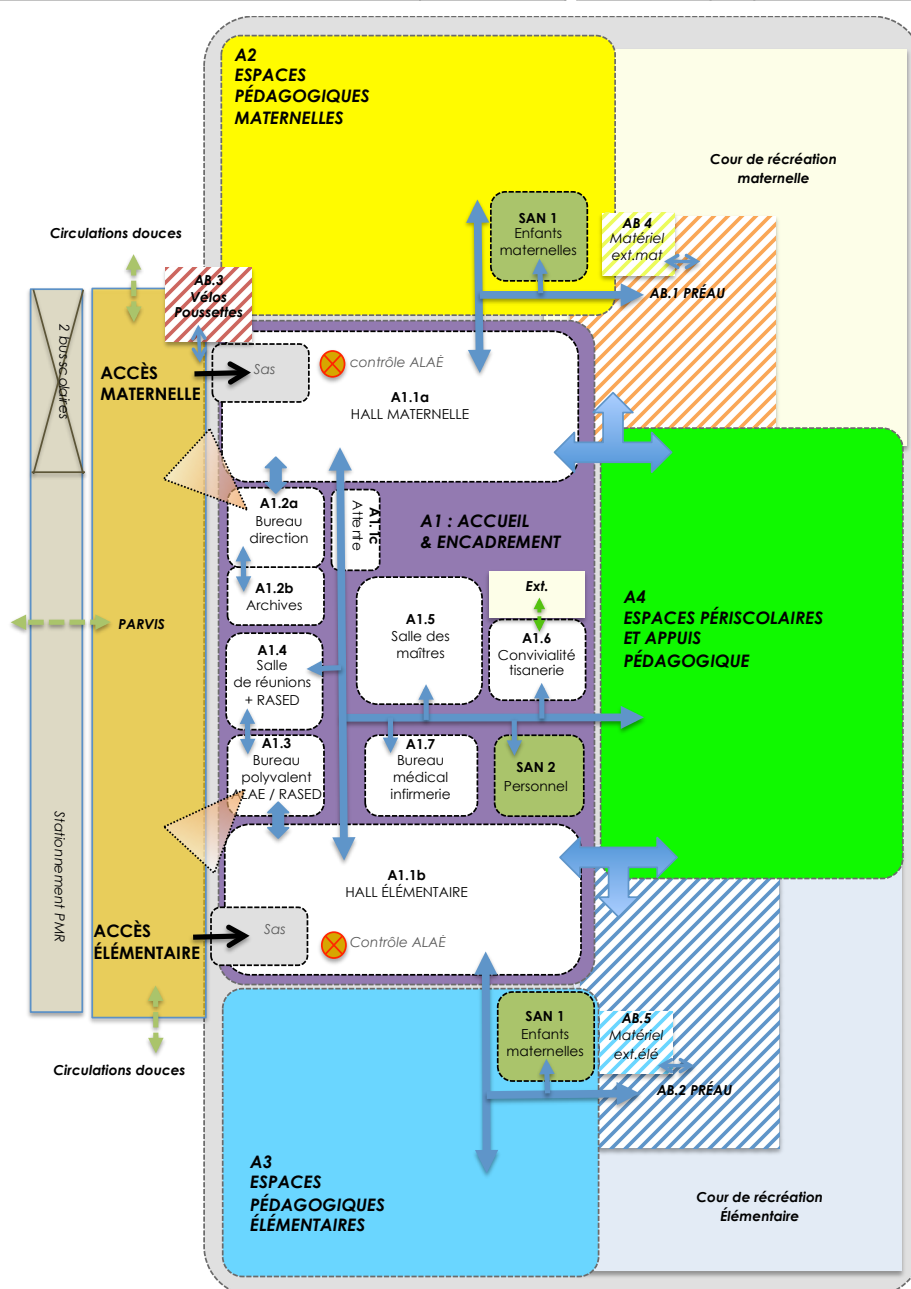 A2
ESPACES
PÉDAGOGIQUES
MATERNELLES
Cour de récréation
maternelle
SAN 1
Enfants
maternelles
AB 4
Matériel
ext.mat
AB.1 PRÉAU
Circulations douces
AB.3
Vélos
Poussettes
2 bus scolaires
ACCÈS
MATERNELLE
Sas
contrôle ALAÉ
A1.1a
HALL MATERNELLE
A1.2a
Bureau
direction
A1.1c
Attente
A1 : ACCUEIL
& ENCADREMENT
A1.2b
Archives
A1.5
Salle des
maîtres
Ext.
A1.6
Convivialité
tisanerie
A4
ESPACES PÉRISCOLAIRES
ET APPUIS
PÉDAGOGIQUE
PARVIS
A1.4
Salle
de réunions
+ RASED
A1.3
Bureau
polyvalent
ALAE / RASED
A1.7
Bureau
médical
infirmerie
SAN 2
Personnel
Stationnement PMR
A1.1b
HALL ÉLÉMENTAIRE
ACCÈS
ÉLÉMENTAIRE
Sas
Contrôle ALAÉ
SAN 1
Enfants
maternelles
AB.5
Matériel
ext.élé
AB.2 PRÉAU
Circulations douces
A3
ESPACES
PÉDAGOGIQUES
ÉLÉMENTAIRES
Cour de récréation
Élémentaire